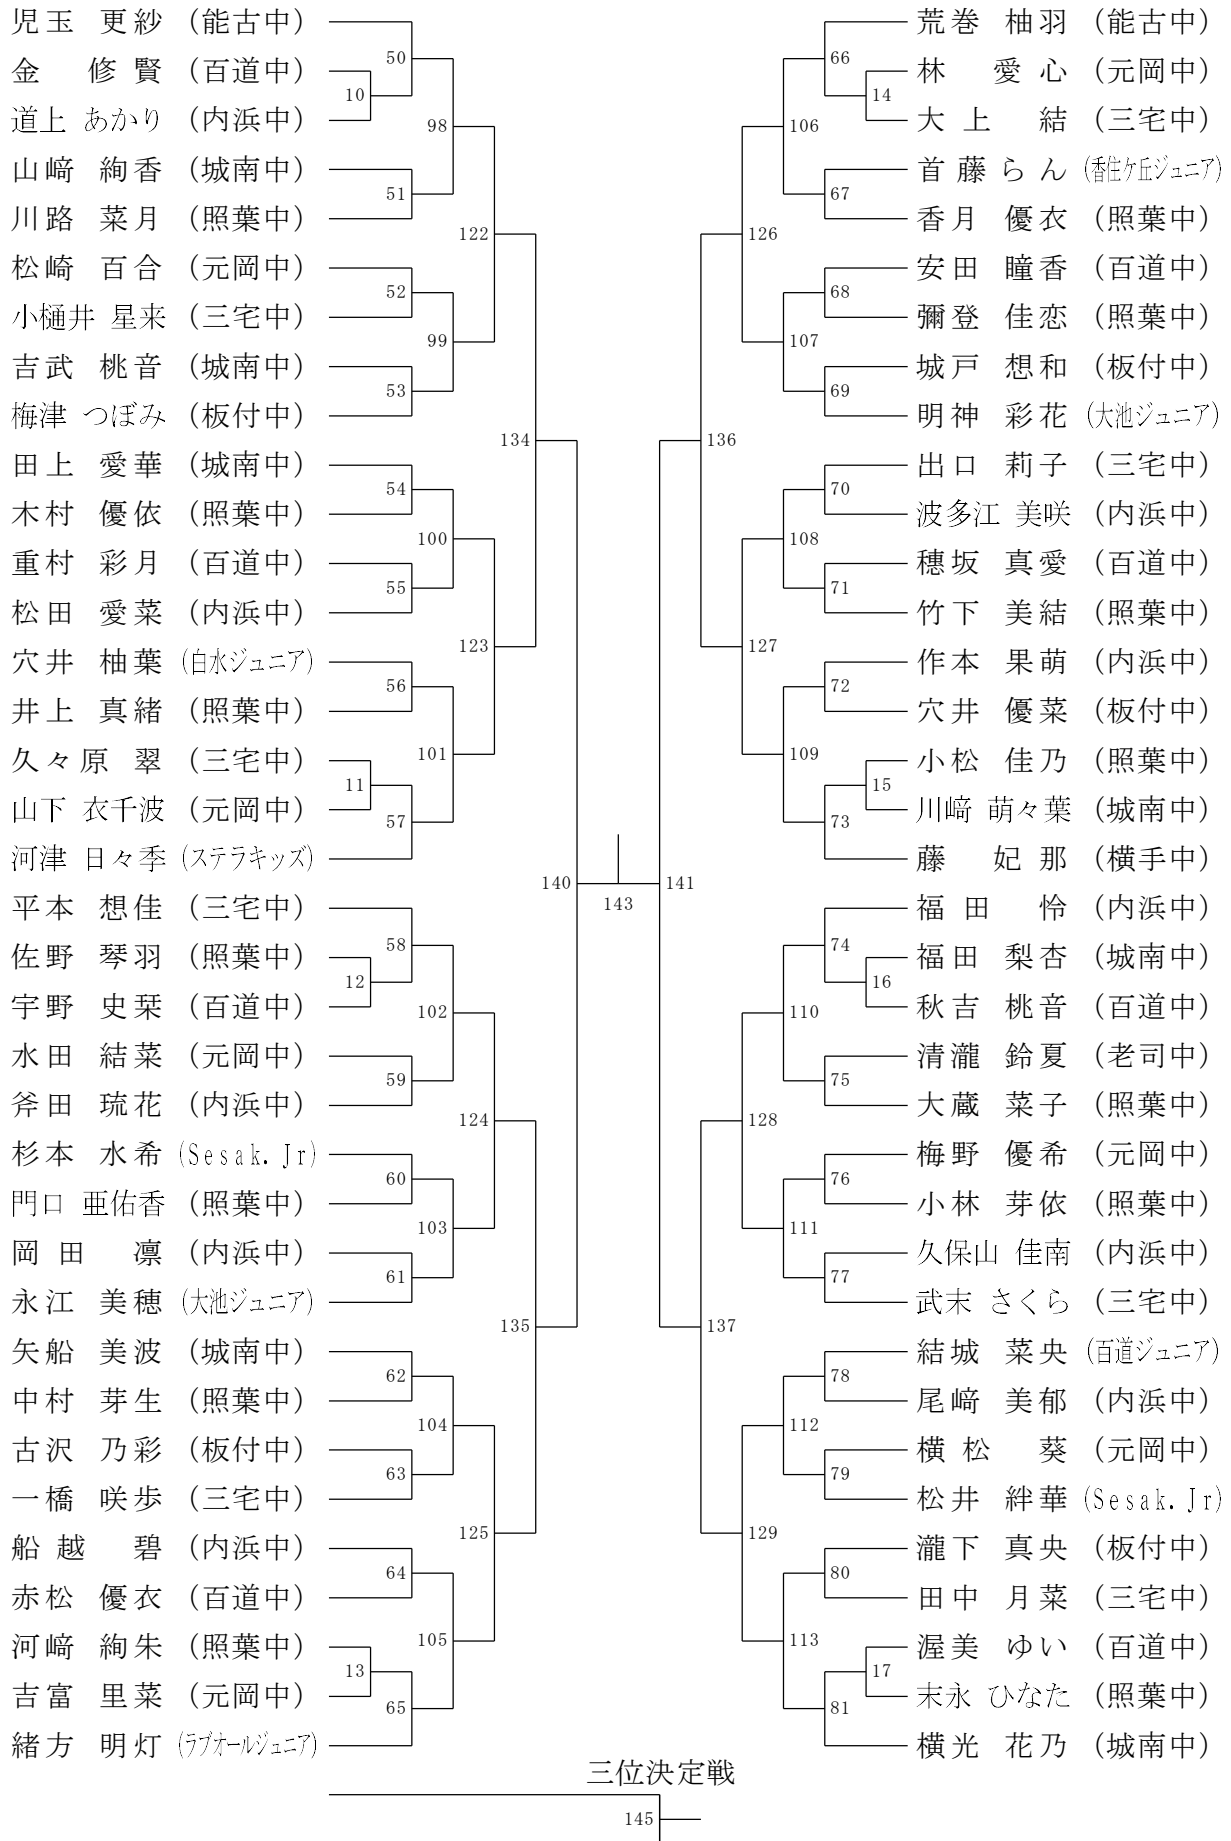 児玉 更紗 (能古中)
50
金 修賢 (百道中)
10
道上 あかり (内浜中)
98
山﨑 絢香 (城南中)
51
川路 菜月 (照葉中)
122
松崎 百合 (元岡中)
52
小樋井 星来 (三宅中)
99
吉武 桃音 (城南中)
53
梅津 つぼみ (板付中)
134
田上 愛華 (城南中)
54
木村 優依 (照葉中)
100
重村 彩月 (百道中)
55
松田 愛菜 (内浜中)
123
穴井 柚葉 (白水ジュニア)
56
井上 真緒 (照葉中)
101
久々原 翠 (三宅中)
11
山下 衣千波 (元岡中)
57
河津 日々季 (ステラキッズ)
140
平本 想佳 (三宅中)
58
佐野 琴羽 (照葉中)
12
宇野 史栞 (百道中)
102
水田 結菜 (元岡中)
59
斧田 琉花 (内浜中)
124
杉本 水希 (Sesak.Jr)
60
門口 亜佑香 (照葉中)
103
岡田 凛 (内浜中)
61
永江 美穂 (大池ジュニア)
135
矢船 美波 (城南中)
62
中村 芽生 (照葉中)
104
古沢 乃彩 (板付中)
63
一橋 咲歩 (三宅中)
125
船越 碧 (内浜中)
64
赤松 優衣 (百道中)
105
河﨑 絢朱 (照葉中)
13
吉富 里菜 (元岡中)
65
緒方 明灯 (ラブオールジュニア)
143
荒巻 柚羽 (能古中)
66
林 愛心 (元岡中)
14
大上 結 (三宅中)
106
首藤らん (香住ケ丘ジュニア)
67
香月 優衣 (照葉中)
126
安田 瞳香 (百道中)
68
彌登 佳恋 (照葉中)
107
城戸 想和 (板付中)
69
明神 彩花 (大池ジュニア)
136
出口 莉子 (三宅中)
70
波多江 美咲 (内浜中)
108
穗坂 真愛 (百道中)
71
竹下 美結 (照葉中)
127
作本 果萌 (内浜中)
72
穴井 優菜 (板付中)
109
小松 佳乃 (照葉中)
15
川﨑 萌々葉 (城南中)
73
藤 妃那 (横手中)
141
福田 怜 (内浜中)
74
福田 梨杏 (城南中)
16
秋吉 桃音 (百道中)
110
清瀧 鈴夏 (老司中)
75
大蔵 菜子 (照葉中)
128
梅野 優希 (元岡中)
76
小林 芽依 (照葉中)
111
久保山 佳南 (内浜中)
77
武末 さくら (三宅中)
137
結城 菜央 (百道ジュニア)
78
尾﨑 美郁 (内浜中)
112
横松 葵 (元岡中)
79
松井 絆華 (Sesak.Jr)
129
瀧下 真央 (板付中)
80
田中 月菜 (三宅中)
113
渥美 ゆい (百道中)
17
末永 ひなた (照葉中)
81
横光 花乃 (城南中)
三位決定戦
145